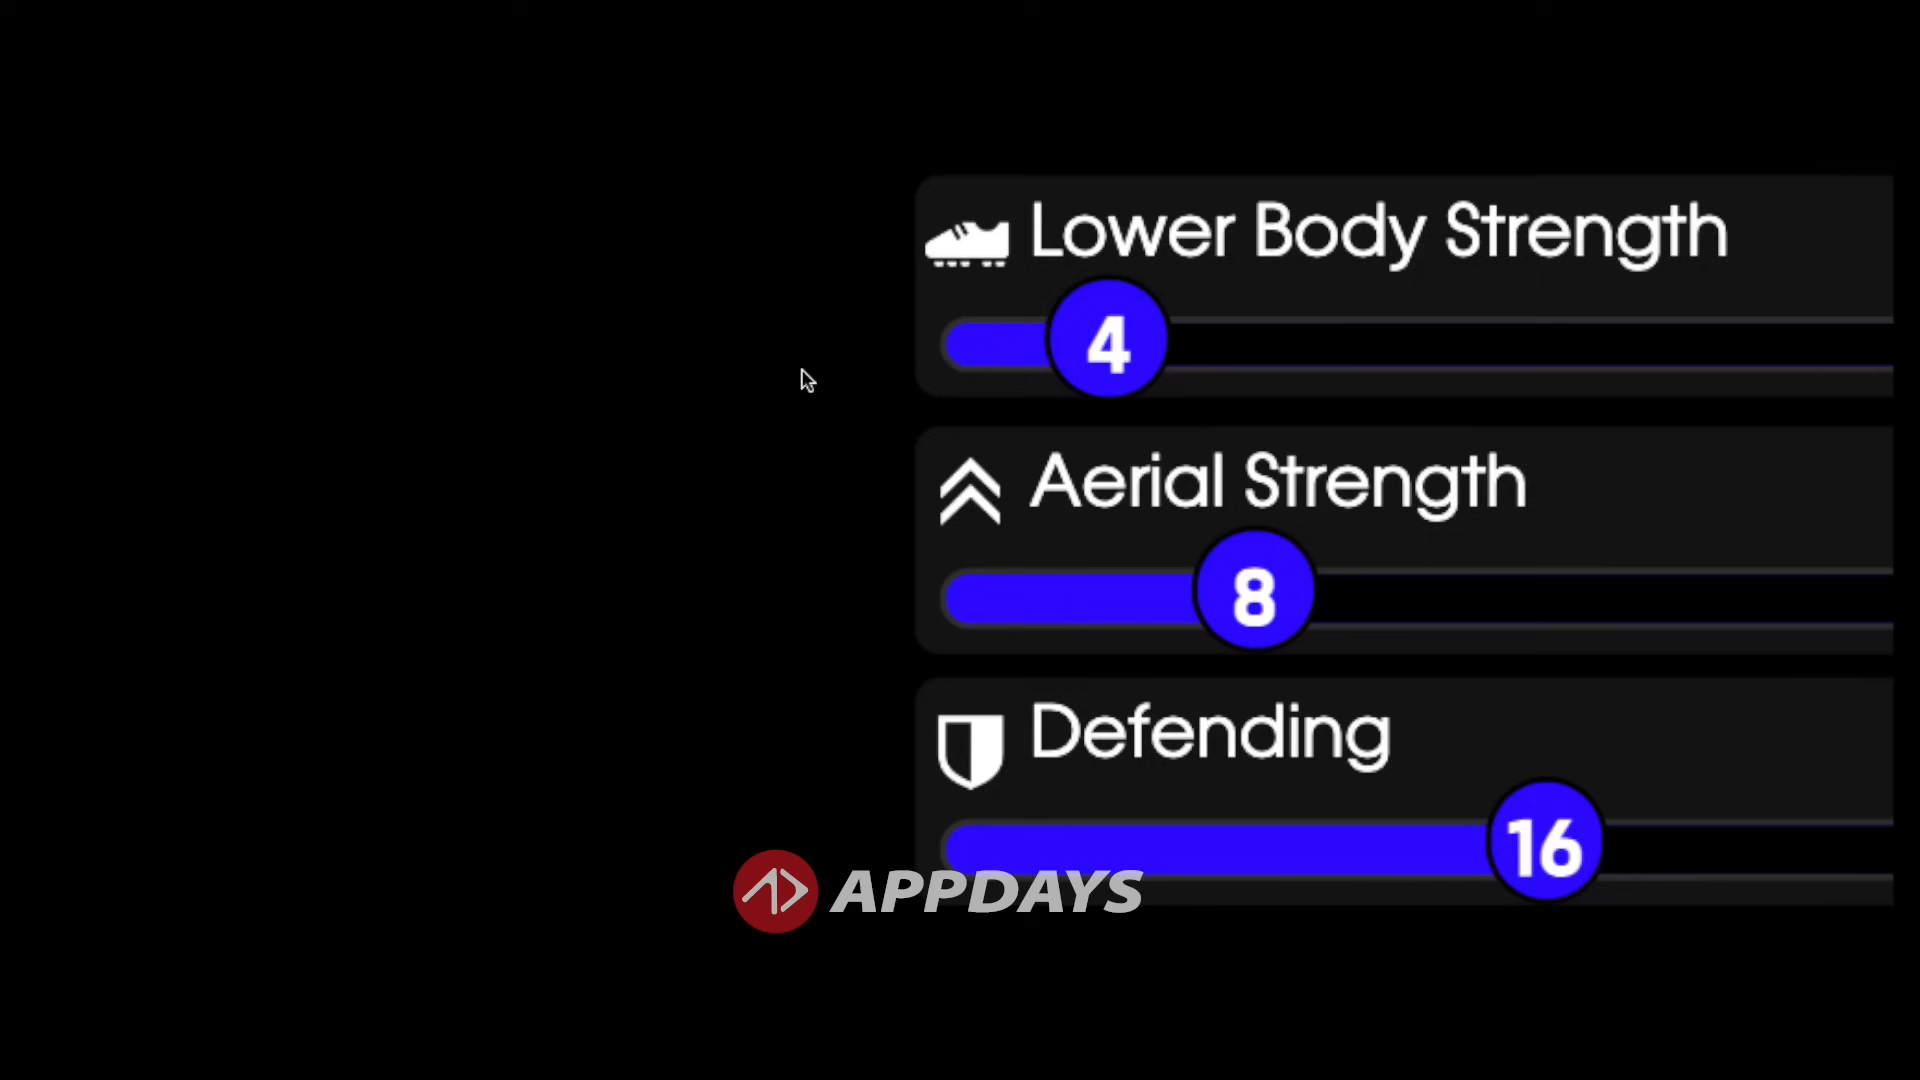 Lower Body Strength
4
Aerial Strength
8
Defending
16
APPDAYS